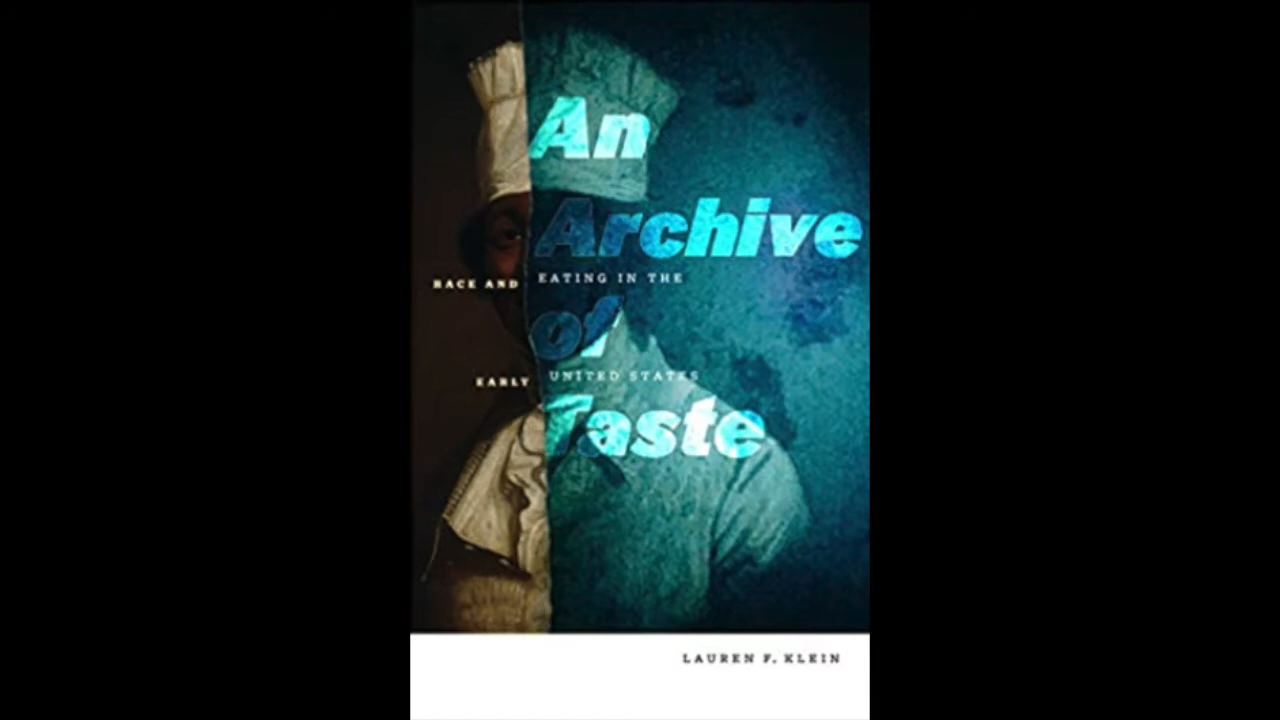 An
Archive
RACE AND EATING IN THE
of
EARLY UNITED STATES
Taste
LAUREN F. KLEIN